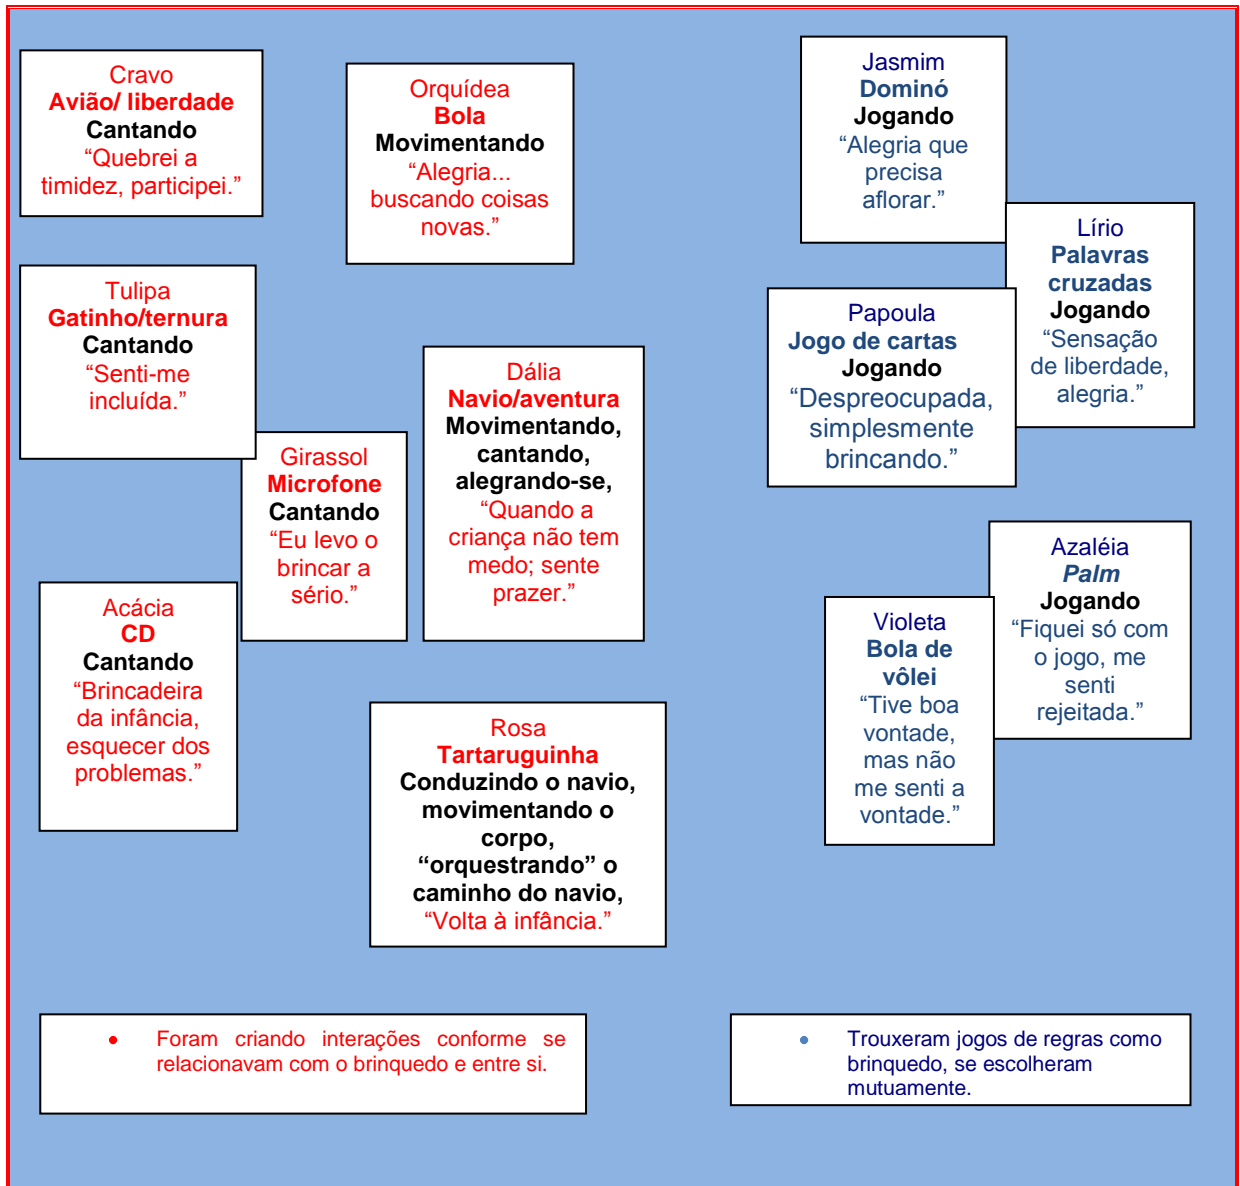 Cravo
Avião/ liberdade
Cantando
“Quebrei a
timidez, participei.”
Orquídea
Bola
Movimentando
“Alegria...
buscando coisas
novas.”
Jasmim
Dominó
Jogando
“Alegria que
precisa
aflorar.”
Lírio
Palavras
cruzadas
Jogando
“Sensação
de liberdade,
alegria.”
Tulipa
Gatinho/ternura
Cantando
“Senti-me
incluída.”
Papoula
Jogo de cartas
Jogando
“Despreocupada,
simplesmente
brincando.”
Dália
Navio/aventura
Movimentando,
cantando,
alegrando-se,
“Quando a
criança não tem
medo; sente
prazer.”
Girassol
Microfone
Cantando
“Eu levo o
brincar a
sério.”
Azaléia
Palm
Jogando
“Fiquei só com
o jogo, me
senti
rejeitada.”
Acácia
CD
Cantando
“Brincadeira
da infância,
esquecer dos
problemas.”
Violeta
Bola de
vôlei
“Tive boa
vontade,
mas não
me senti a
vontade.”
Rosa
Tartaruguinha
Conduzindo o navio,
movimentando o
corpo,
“orquestrando” o
caminho do navio,
“Volta à infância.”
• Foram criando interações conforme se
relacionavam com o brinquedo e entre si.
• Trouxeram jogos de regras como
brinquedo, se escolheram
mutuamente.